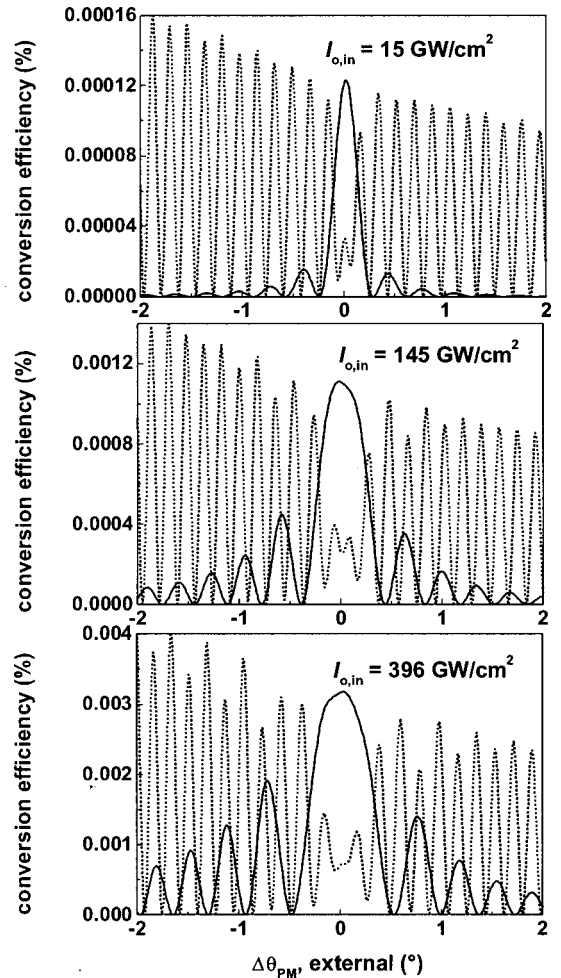 0.00016
0.00012
0.00008
0.00004
0.00000
conversion efficiency (%)
I_o,in = 15 GW/cm²
-2 -1 0 1 2
0.0012
0.0008
0.0004
0.0000
conversion efficiency (%)
I_o,in = 145 GW/cm²
-2 -1 0 1 2
0.004
0.003
0.002
0.001
0.000
conversion efficiency (%)
I_o,in = 396 GW/cm²
-2 -1 0 1 2
Δθ_PM, external (°)